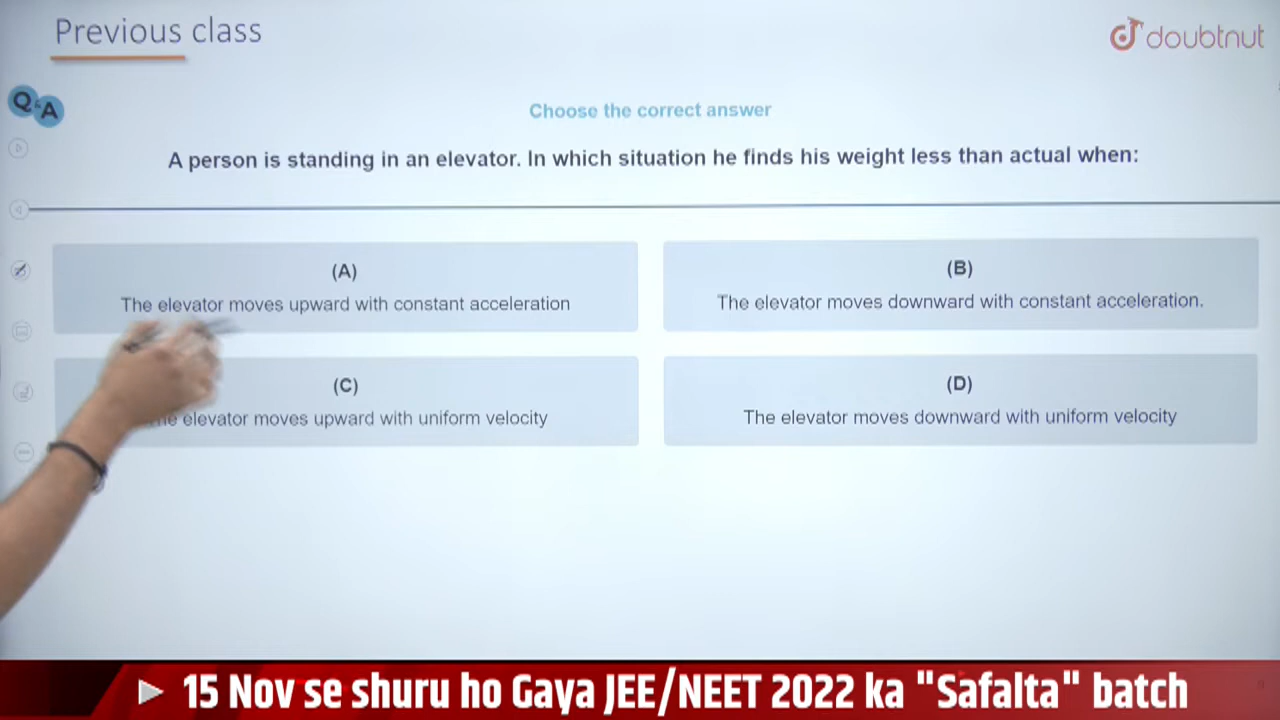 Previous class
doubtnut
Q&A
Choose the correct answer
A person is standing in an elevator. In which situation he finds his weight less than actual when:
(A)
The elevator moves upward with constant acceleration
(B)
The elevator moves downward with constant acceleration.
(C)
elevator moves upward with uniform velocity
(D)
The elevator moves downward with uniform velocity
15 Nov se shuru ho Gaya JEE/NEET 2022 ka "Safalta" batch